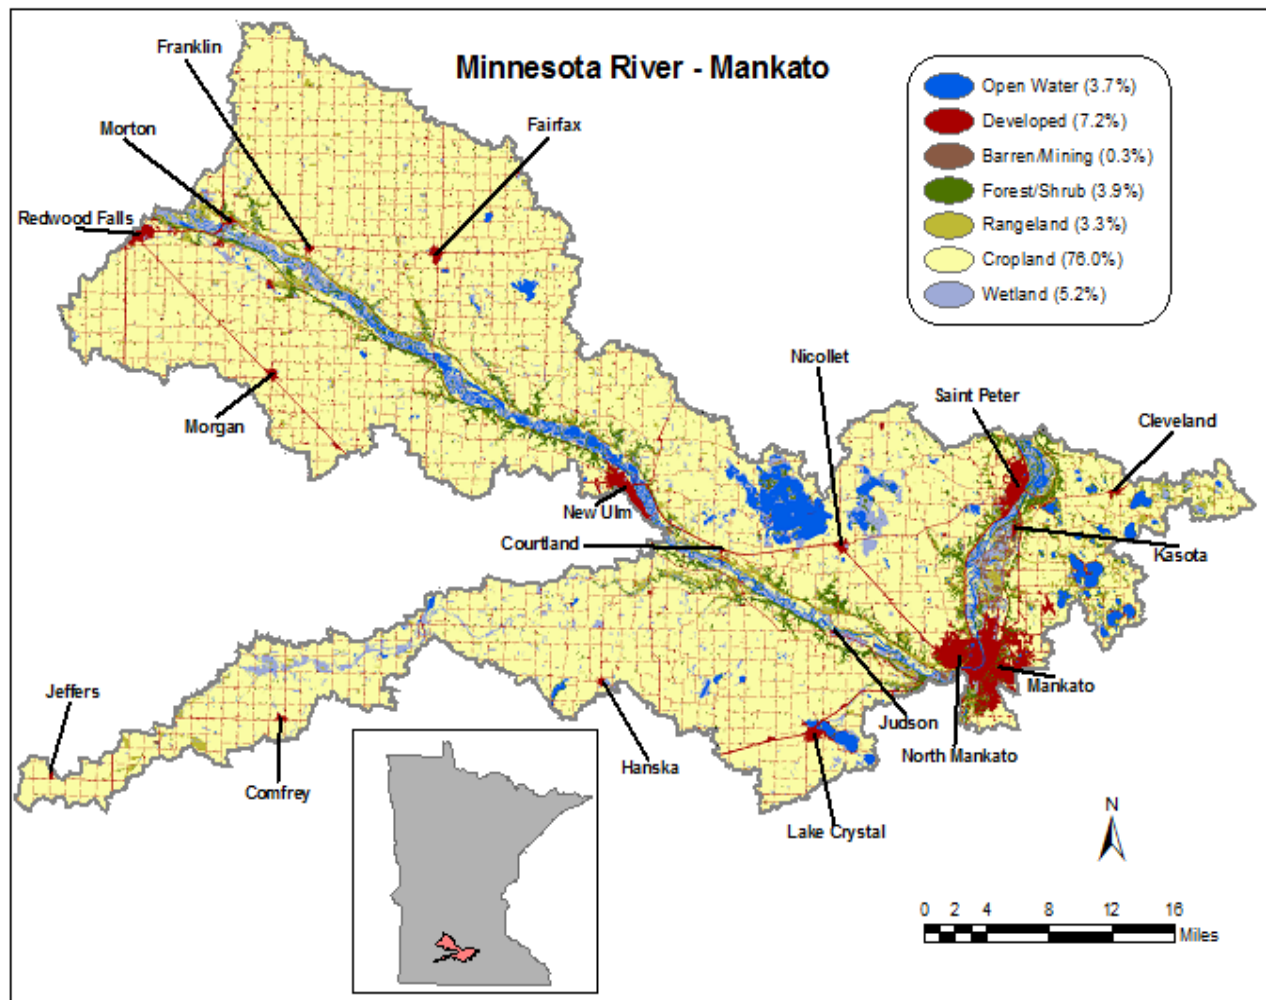 Minnesota River - Mankato
Open Water (3.7%)
Developed (7.2%)
Barren/Mining (0.3%)
Forest/Shrub (3.9%)
Rangeland (3.3%)
Cropland (76.0%)
Wetland (5.2%)
Franklin
Morton
Fairfax
Redwood Falls
Morgan
New Ulm
Courtland
Nicollet
Saint Peter
Cleveland
Kasota
Mankato
North Mankato
Judson
Lake Crystal
Hanska
Comfrey
Jeffers
N
0 2 4 8 12 16
Miles